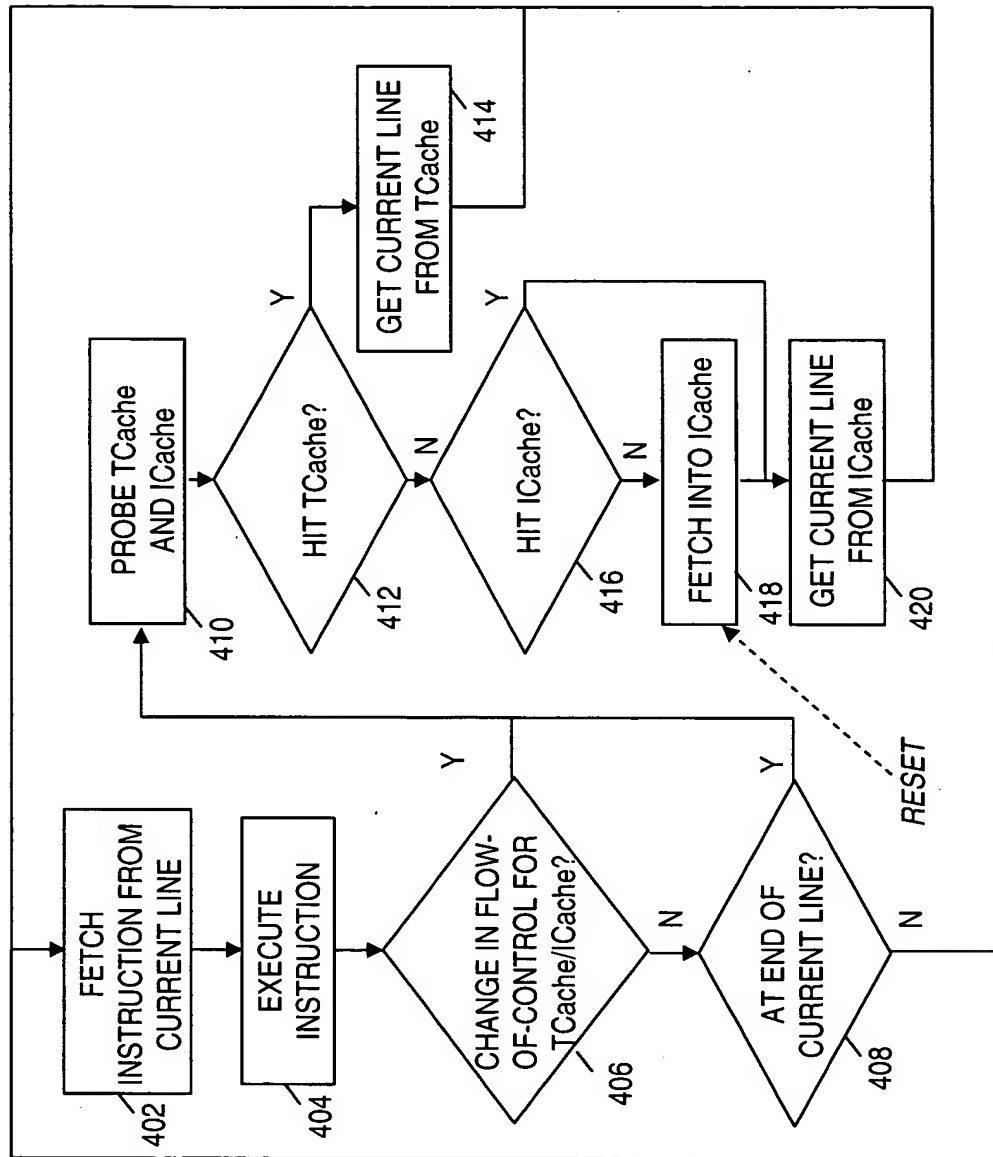 FETCH
INSTRUCTION FROM
CURRENT LINE
402
EXECUTE
INSTRUCTION
404
CHANGE IN FLOW-
OF-CONTROL FOR
TCache/ICache?
406
Y
N
AT END OF
CURRENT LINE?
408
Y
N
PROBE TCache
AND ICache
410
HIT TCache?
412
Y
N
GET CURRENT LINE
FROM TCache
414
HIT ICache?
416
Y
N
FETCH INTO ICache
418
RESET
GET CURRENT LINE
FROM ICache
420